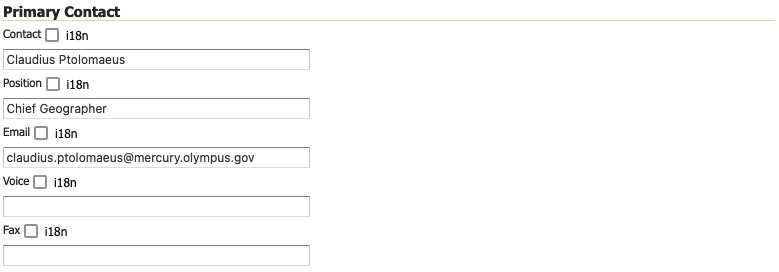 Primary Contact
Contact i18n
Claudius Ptolomaeus
Position i18n
Chief Geographer
Email i18n
claudius.ptolomaeus@mercury.olympus.gov
Voice i18n
Fax i18n